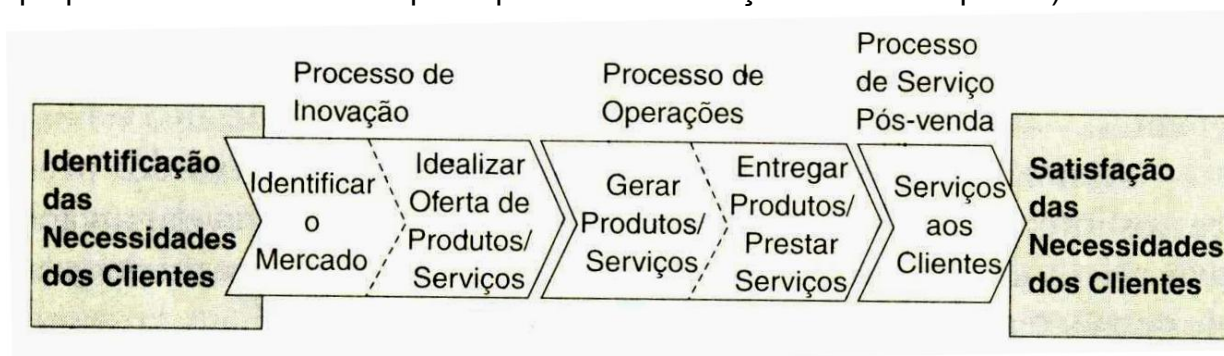 Processo de
Inovação
Processo de
Operações
Processo
de Serviço
Pós-venda
Identificação
das
Necessidades
dos Clientes
Identificar
o
Mercado
Idealizar
Oferta de
Produtos/
Serviços
Gerar
Produtos/
Serviços
Entregar
Produtos/
Prestar
Serviços
Serviços
aos
Clientes
Satisfação
das
Necessidades
dos Clientes